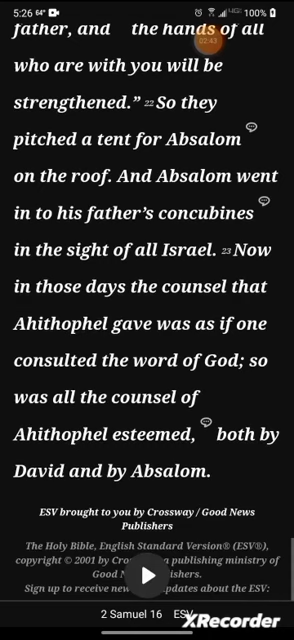 5:26 64° 100%
02:43
father, and the hands of all
who are with you will be
strengthened.” 22 So they
pitched a tent for Absalom
on the roof. And Absalom went
in to his father’s concubines
in the sight of all Israel. 23 Now
in those days the counsel that
Ahithophel gave was as if one
consulted the word of God; so
was all the counsel of
Ahithophel esteemed, both by
David and by Absalom.
ESV brought to you by Crossway / Good News
Publishers
The Holy Bible, English Standard Version® (ESV®),
copyright © 2001 by a publishing ministry of
Good
Sign up to receive updates about the ESV:
2 Samuel 16 ESV
XRecorder